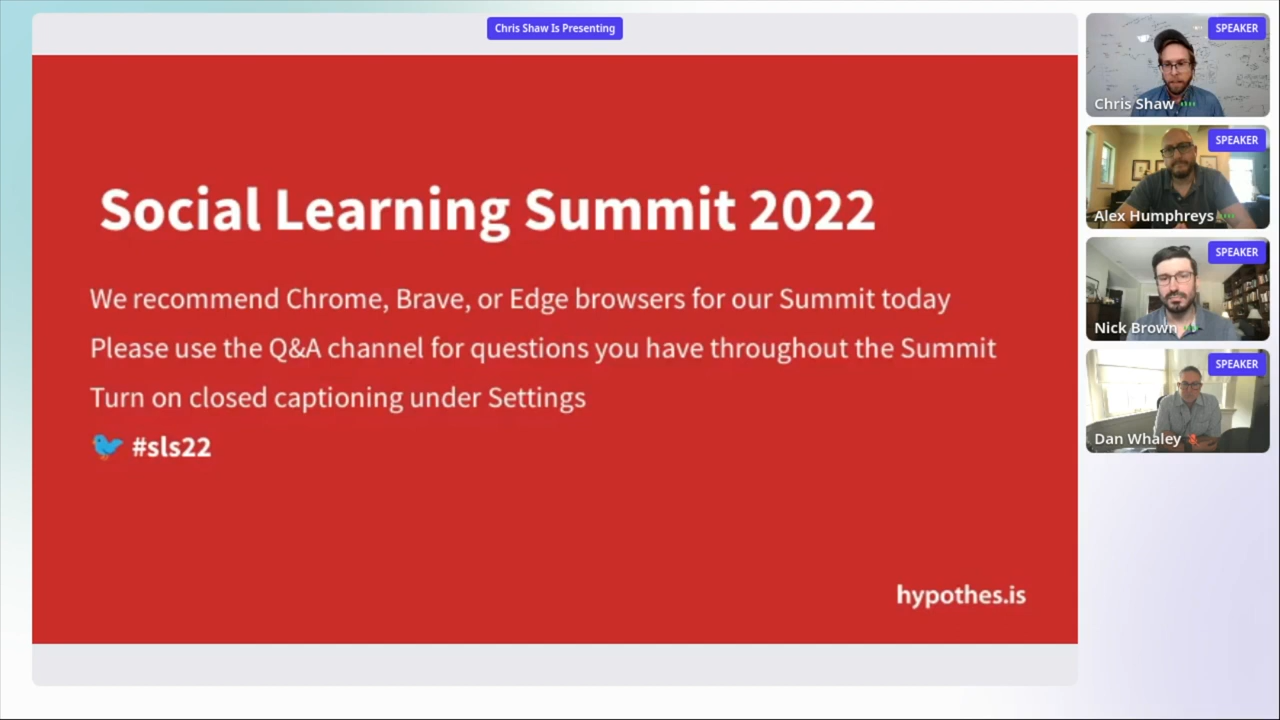 Chris Shaw Is Presenting
Social Learning Summit 2022
We recommend Chrome, Brave, or Edge browsers for our Summit today
Please use the Q&A channel for questions you have throughout the Summit
Turn on closed captioning under Settings
#sls22
hypothes.is
SPEAKER
Chris Shaw
SPEAKER
Alex Humphreys
SPEAKER
Nick Brown
SPEAKER
Dan Whaley